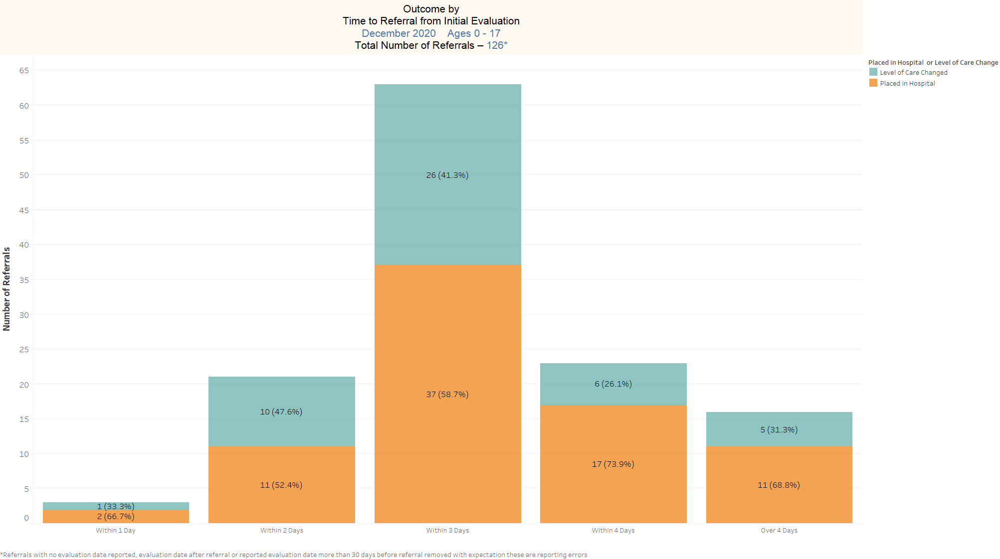 Outcome by
Time to Referral from Initial Evaluation
December 2020 Ages 0 - 17
Total Number of Referrals – 126*
Placed in Hospital or Level of Care Change
Level of Care Changed
Placed in Hospital
Number of Referrals
65
60
55
50
45
40
35
30
25
20
15
10
5
0
1 (33.3%)
2 (66.7%)
10 (47.6%)
11 (52.4%)
26 (41.3%)
37 (58.7%)
6 (26.1%)
17 (73.9%)
5 (31.3%)
11 (68.8%)
Within 1 Day
Within 2 Days
Within 3 Days
Within 4 Days
Over 4 Days
*Referrals with no evaluation date reported, evaluation date after referral or reported evaluation date more than 30 days before referral removed with expectation these are reporting errors